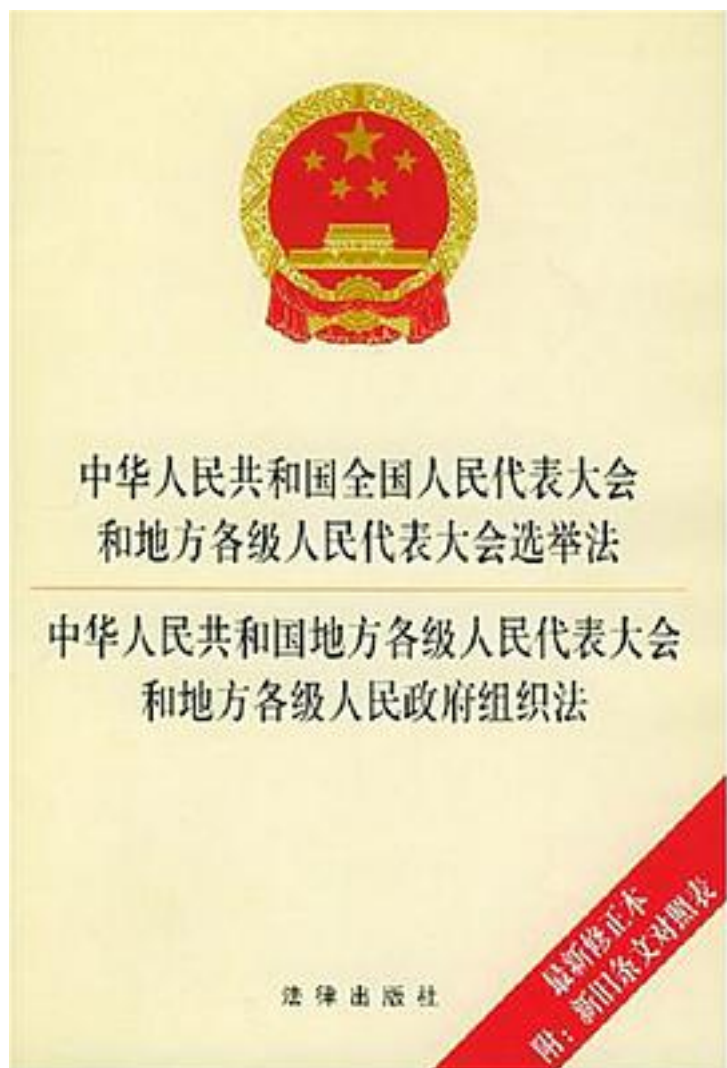 中华人民共和国全国人民代表大会
和地方各级人民代表大会选举法
中华人民共和国地方各级人民代表大会
和地方各级人民政府组织法
最新修正本
附：新旧条文对照表
法律出版社